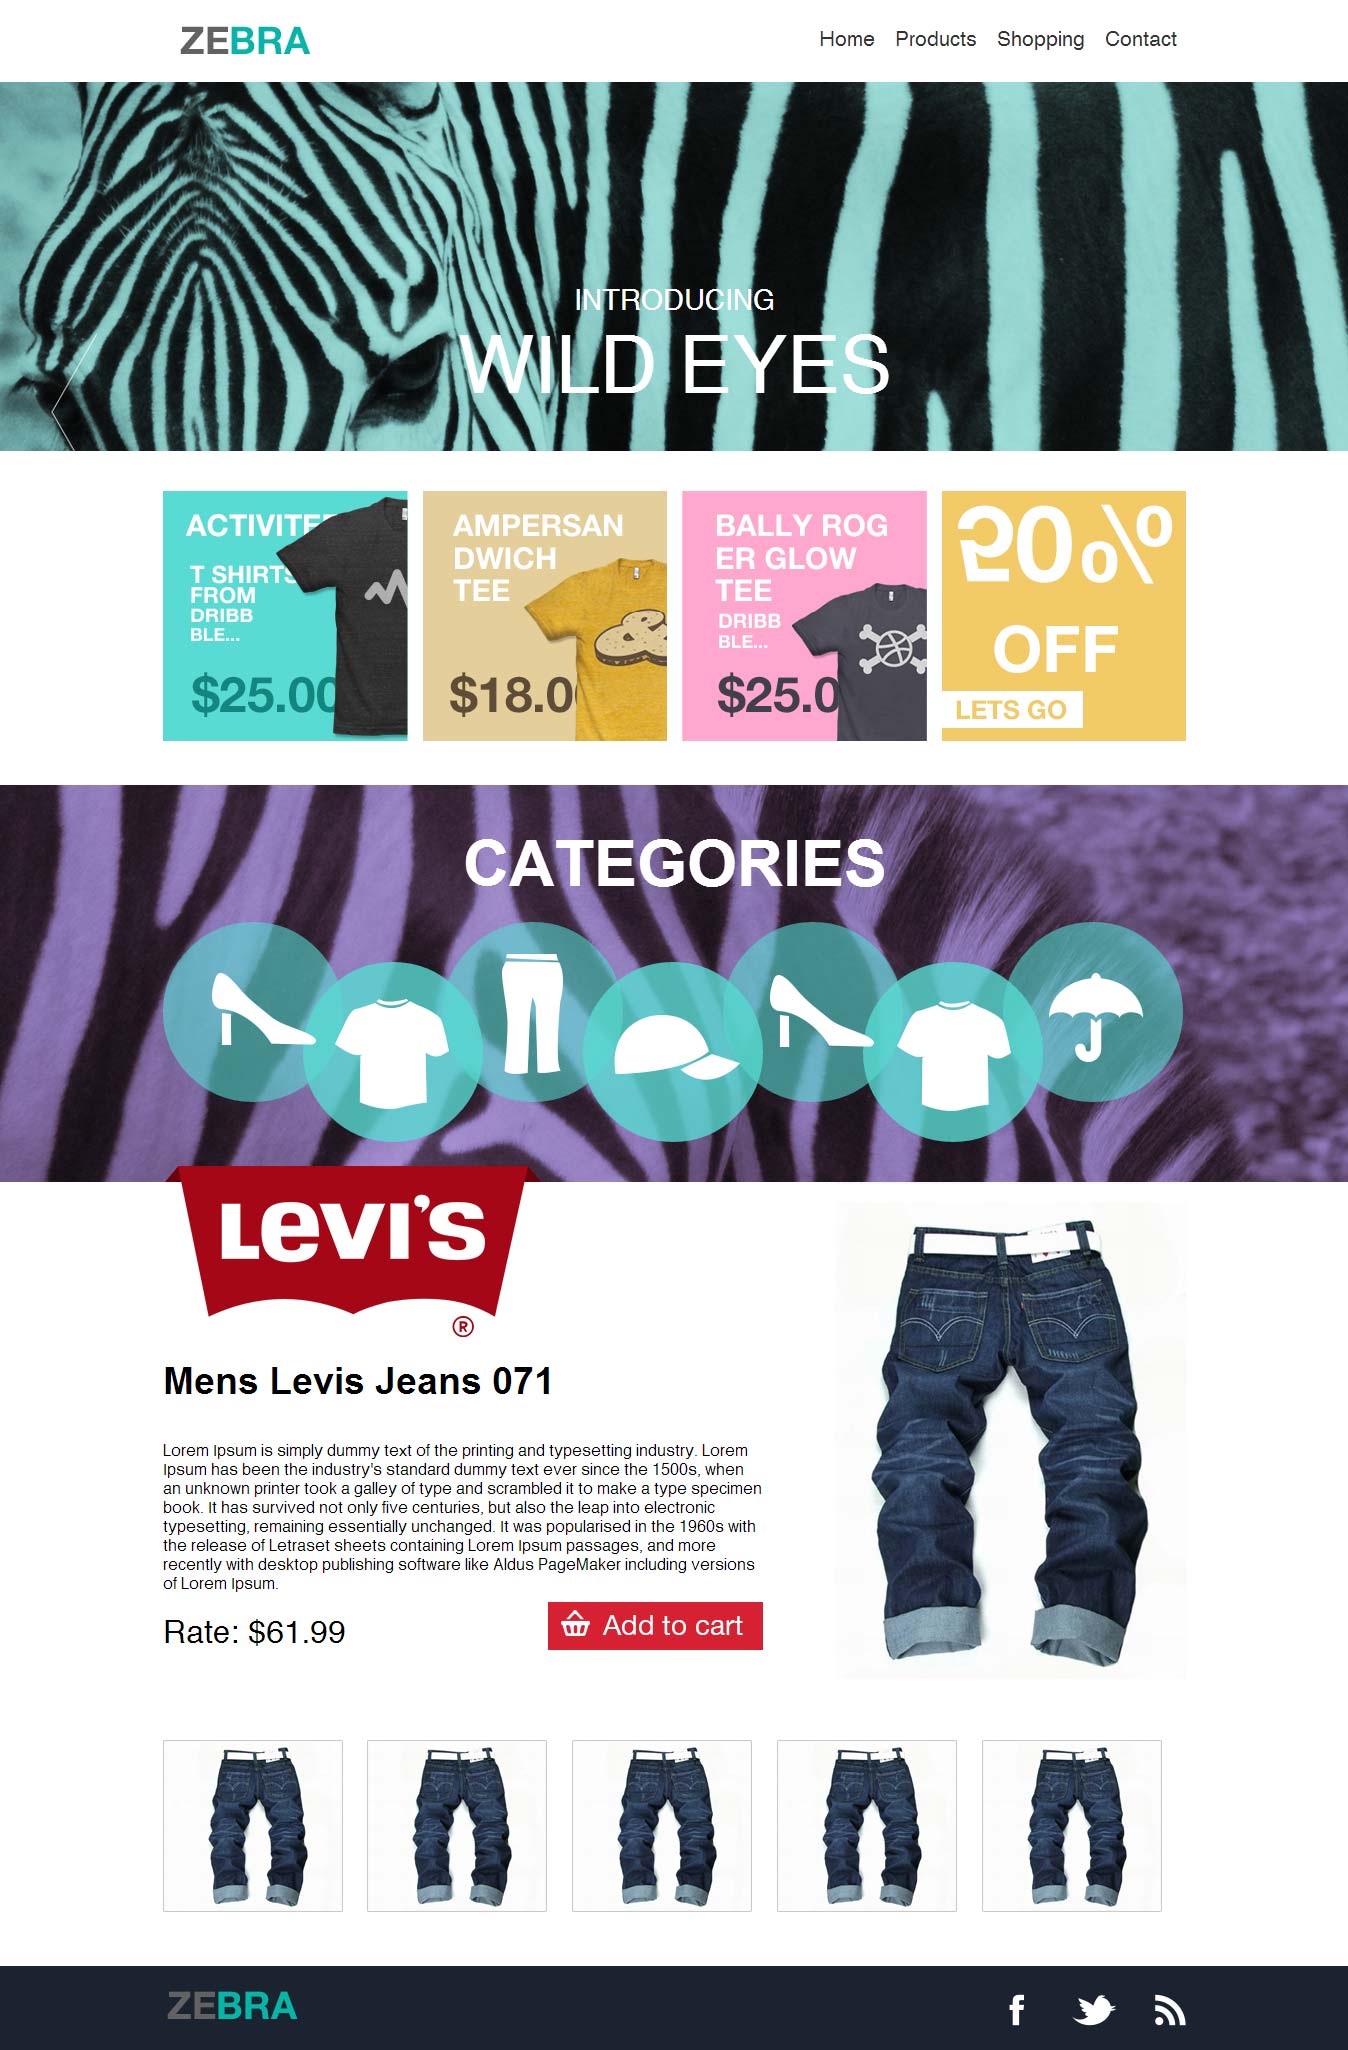 ZEBRA
Home Products Shopping Contact
INTRODUCING
WILD EYES
ACTIVITE
T SHIRTS
FROM
DRIBB
BLE...
$25.00
AMPERSAN
DWICH
TEE
$18.0
BALLY ROG
ER GLOW
TEE
DRIBB
BLE...
$25.0
50%
OFF
LETS GO
CATEGORIES
LEVI'S
®
Mens Levis Jeans 071
Lorem Ipsum is simply dummy text of the printing and typesetting industry. Lorem
Ipsum has been the industry's standard dummy text ever since the 1500s, when
an unknown printer took a galley of type and scrambled it to make a type specimen
book. It has survived not only five centuries, but also the leap into electronic
typesetting, remaining essentially unchanged. It was popularised in the 1960s with
the release of Letraset sheets containing Lorem Ipsum passages, and more
recently with desktop publishing software like Aldus PageMaker including versions
of Lorem Ipsum.
Rate: $61.99
Add to cart
ZEBRA